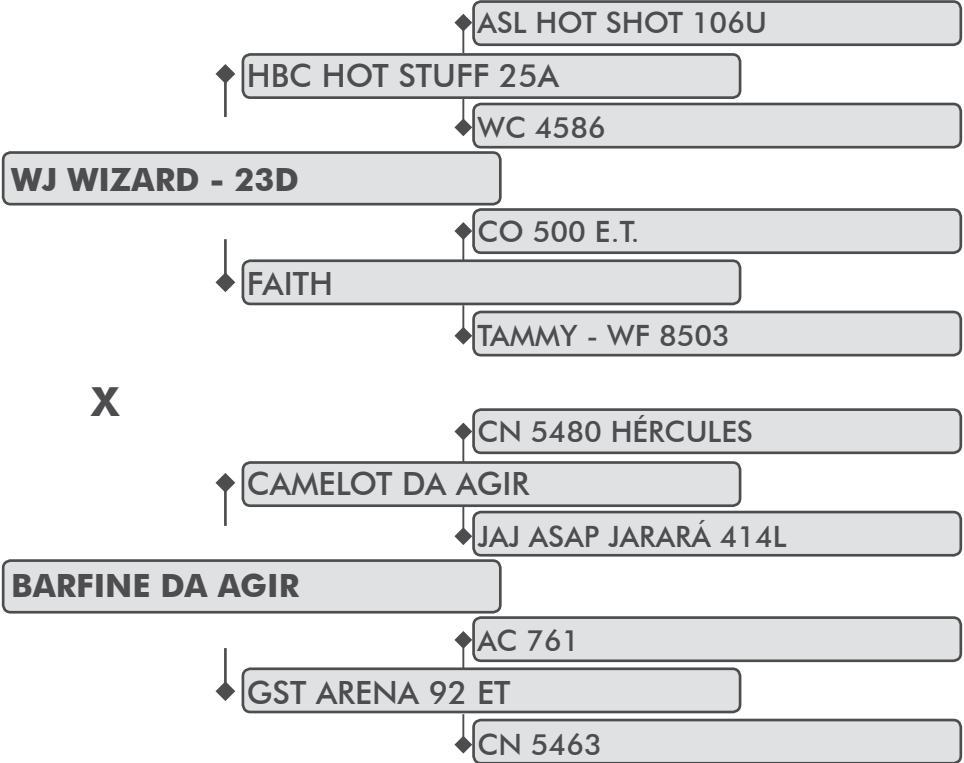 ASL HOT SHOT 106U
HBC HOT STUFF 25A
WC 4586
WJ WIZARD - 23D
CO 500 E.T.
FAITH
TAMMY - WF 8503
X
CN 5480 HÉRCULES
CAMELOT DA AGIR
JAJ ASAP JARARÁ 414L
BARFINE DA AGIR
AC 761
GST ARENA 92 ET
CN 5463